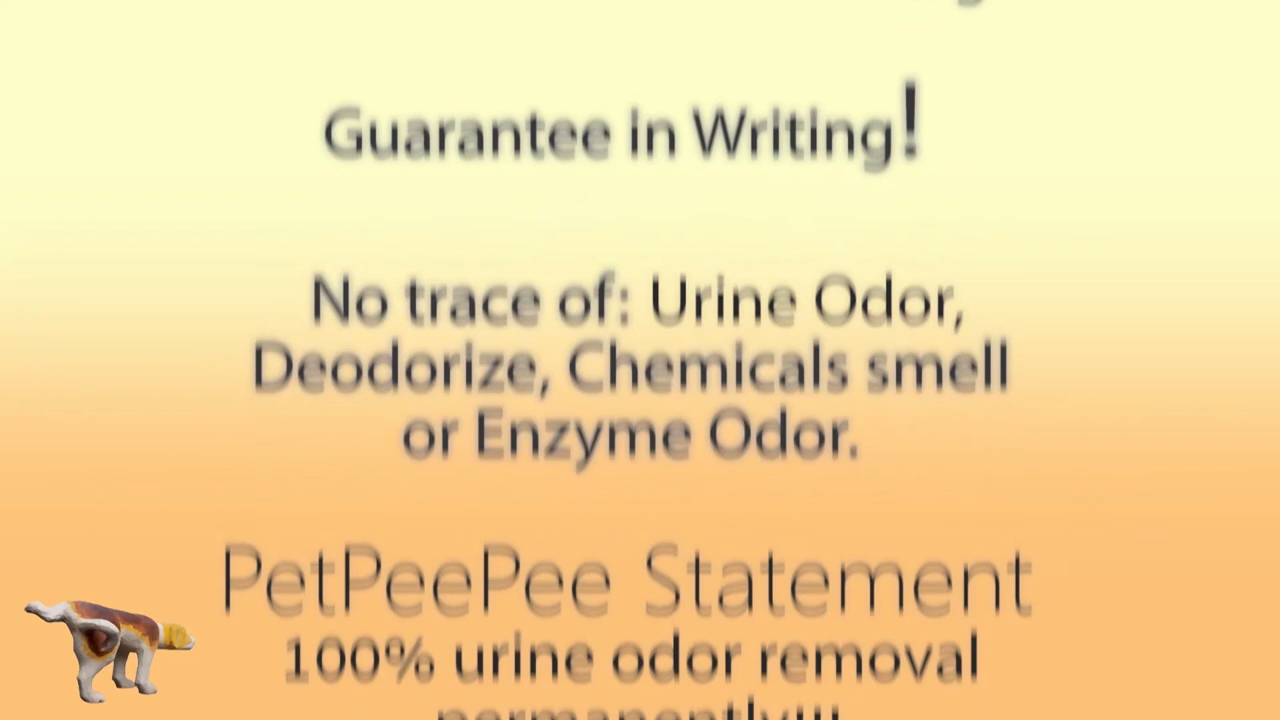 Guarantee in Writing!
No trace of: Urine Odor,
Deodorize, Chemicals smell
or Enzyme Odor.
PetPeePee Statement
100% urine odor removal
permanently!!!